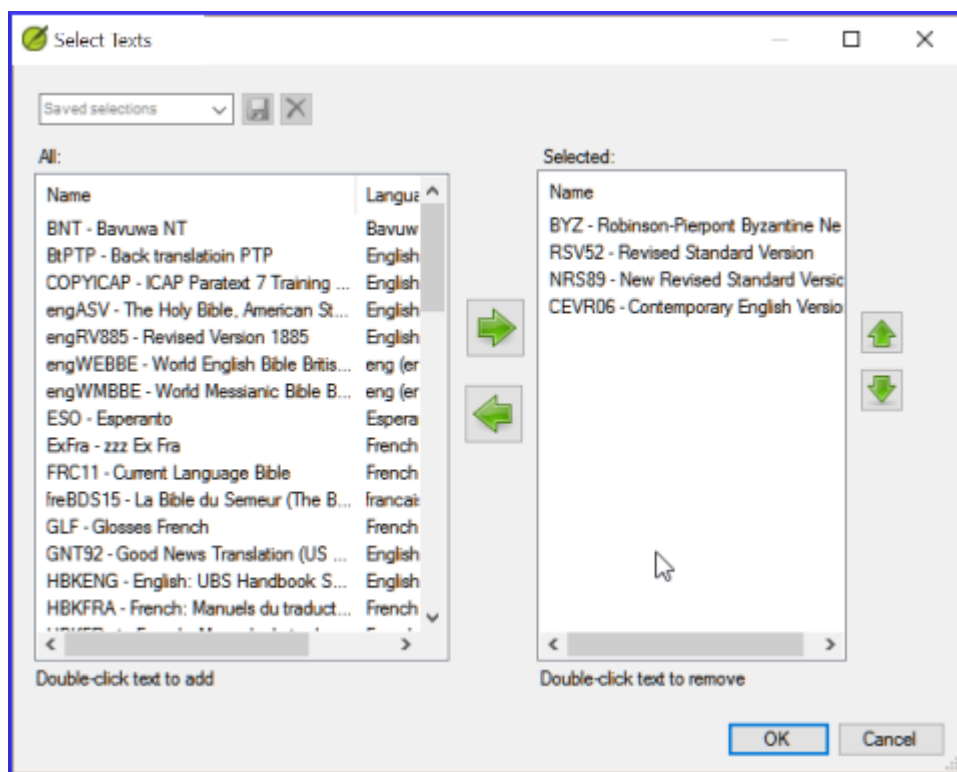 Select Texts
Saved selections
All:
Name Langua
BNT - Bavuwa NT Bavuw
BtPTP - Back translatioin PTP English
COPYICAP - ICAP Paratext 7 Training ... English
engASV - The Holy Bible, American St... English
engRV885 - Revised Version 1885 English
engWEBBE - World English Bible Britis... eng (er
engWMBBE - World Messianic Bible B... eng (er
ESO - Esperanto Espera
ExFra - zzz Ex Fra French
FRC11 - Current Language Bible French
freBDS15 - La Bible du Semeur (The B... francais
GLF - Glosses French French
GNT92 - Good News Translation (US ... English
HBKENG - English: UBS Handbook S... English
HBKFRA - French: Manuels du traduct... French
Double-click text to add
Selected:
Name
BYZ - Robinson-Pierpont Byzantine Ne
RSV52 - Revised Standard Version
NRS89 - New Revised Standard Versic
CEVR06 - Contemporary English Versio
Double-click text to remove
OK Cancel